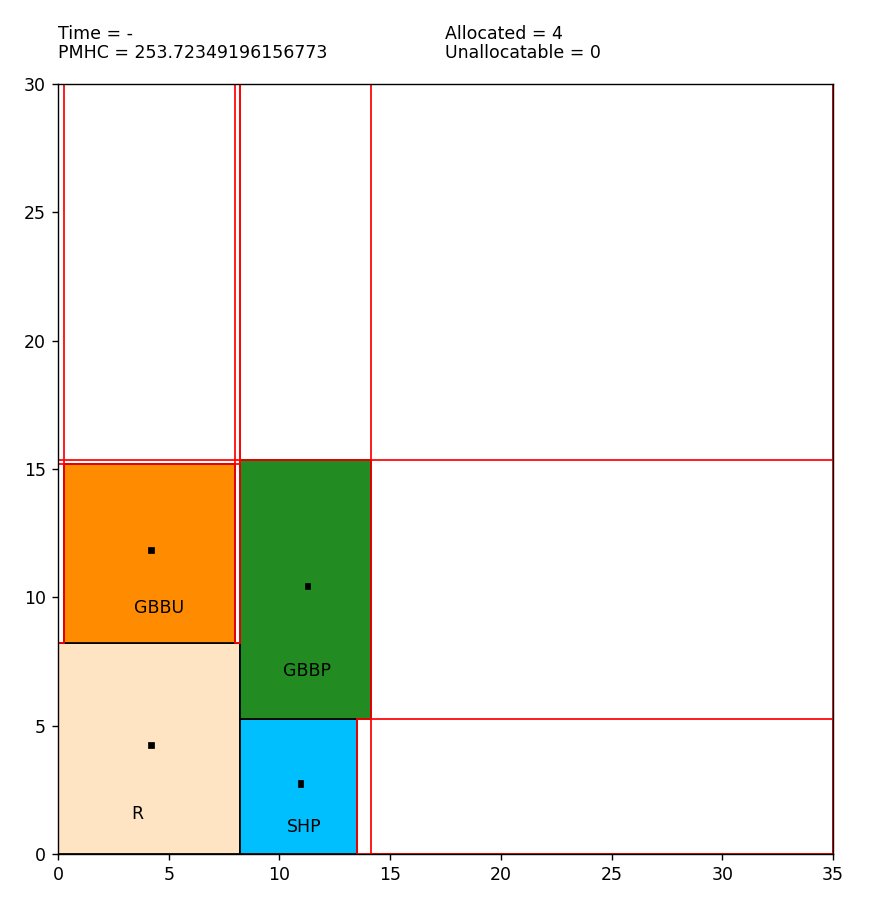 Time = -
Allocated = 4
PMHC = 253.72349196156773
Unallocatable = 0
30
25
20
15
10
5
0
GBBU
GBBP
R
SHP
0 5 10 15 20 25 30 35